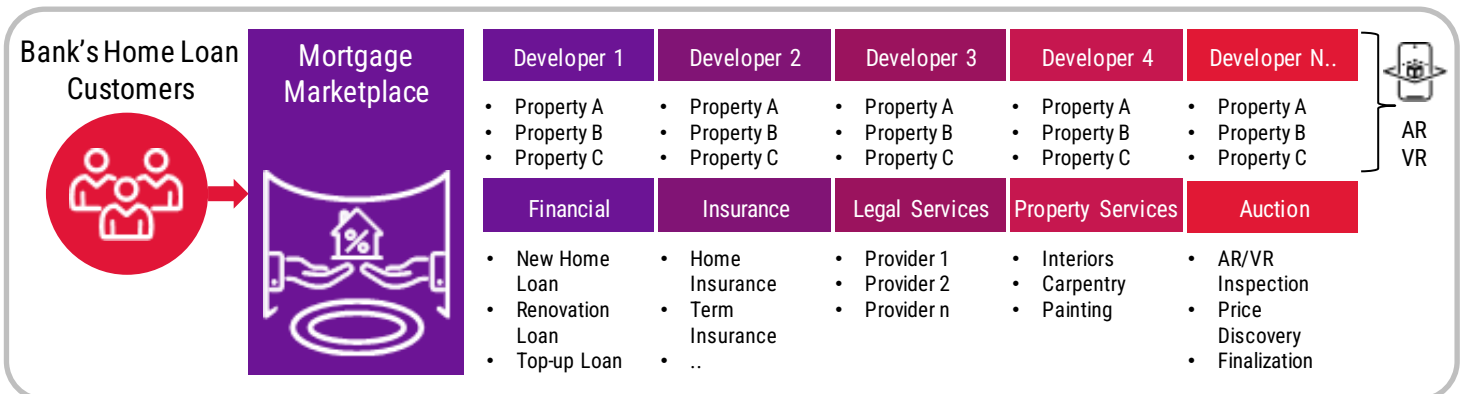 Bank's Home Loan
Customers
Mortgage
Marketplace
%
Developer 1
• Property A
• Property B
• Property C
Developer 2
• Property A
• Property B
• Property C
Developer 3
• Property A
• Property B
• Property C
Developer 4
• Property A
• Property B
• Property C
Developer N..
• Property A
• Property B
• Property C
AR
VR
Financial
• New Home
Loan
• Renovation
Loan
• Top-up Loan
Insurance
• Home
Insurance
• Term
Insurance
• ..
Legal Services
• Provider 1
• Provider 2
• Provider n
Property Services
• Interiors
• Carpentry
• Painting
Auction
• AR/VR
Inspection
• Price
Discovery
• Finalization